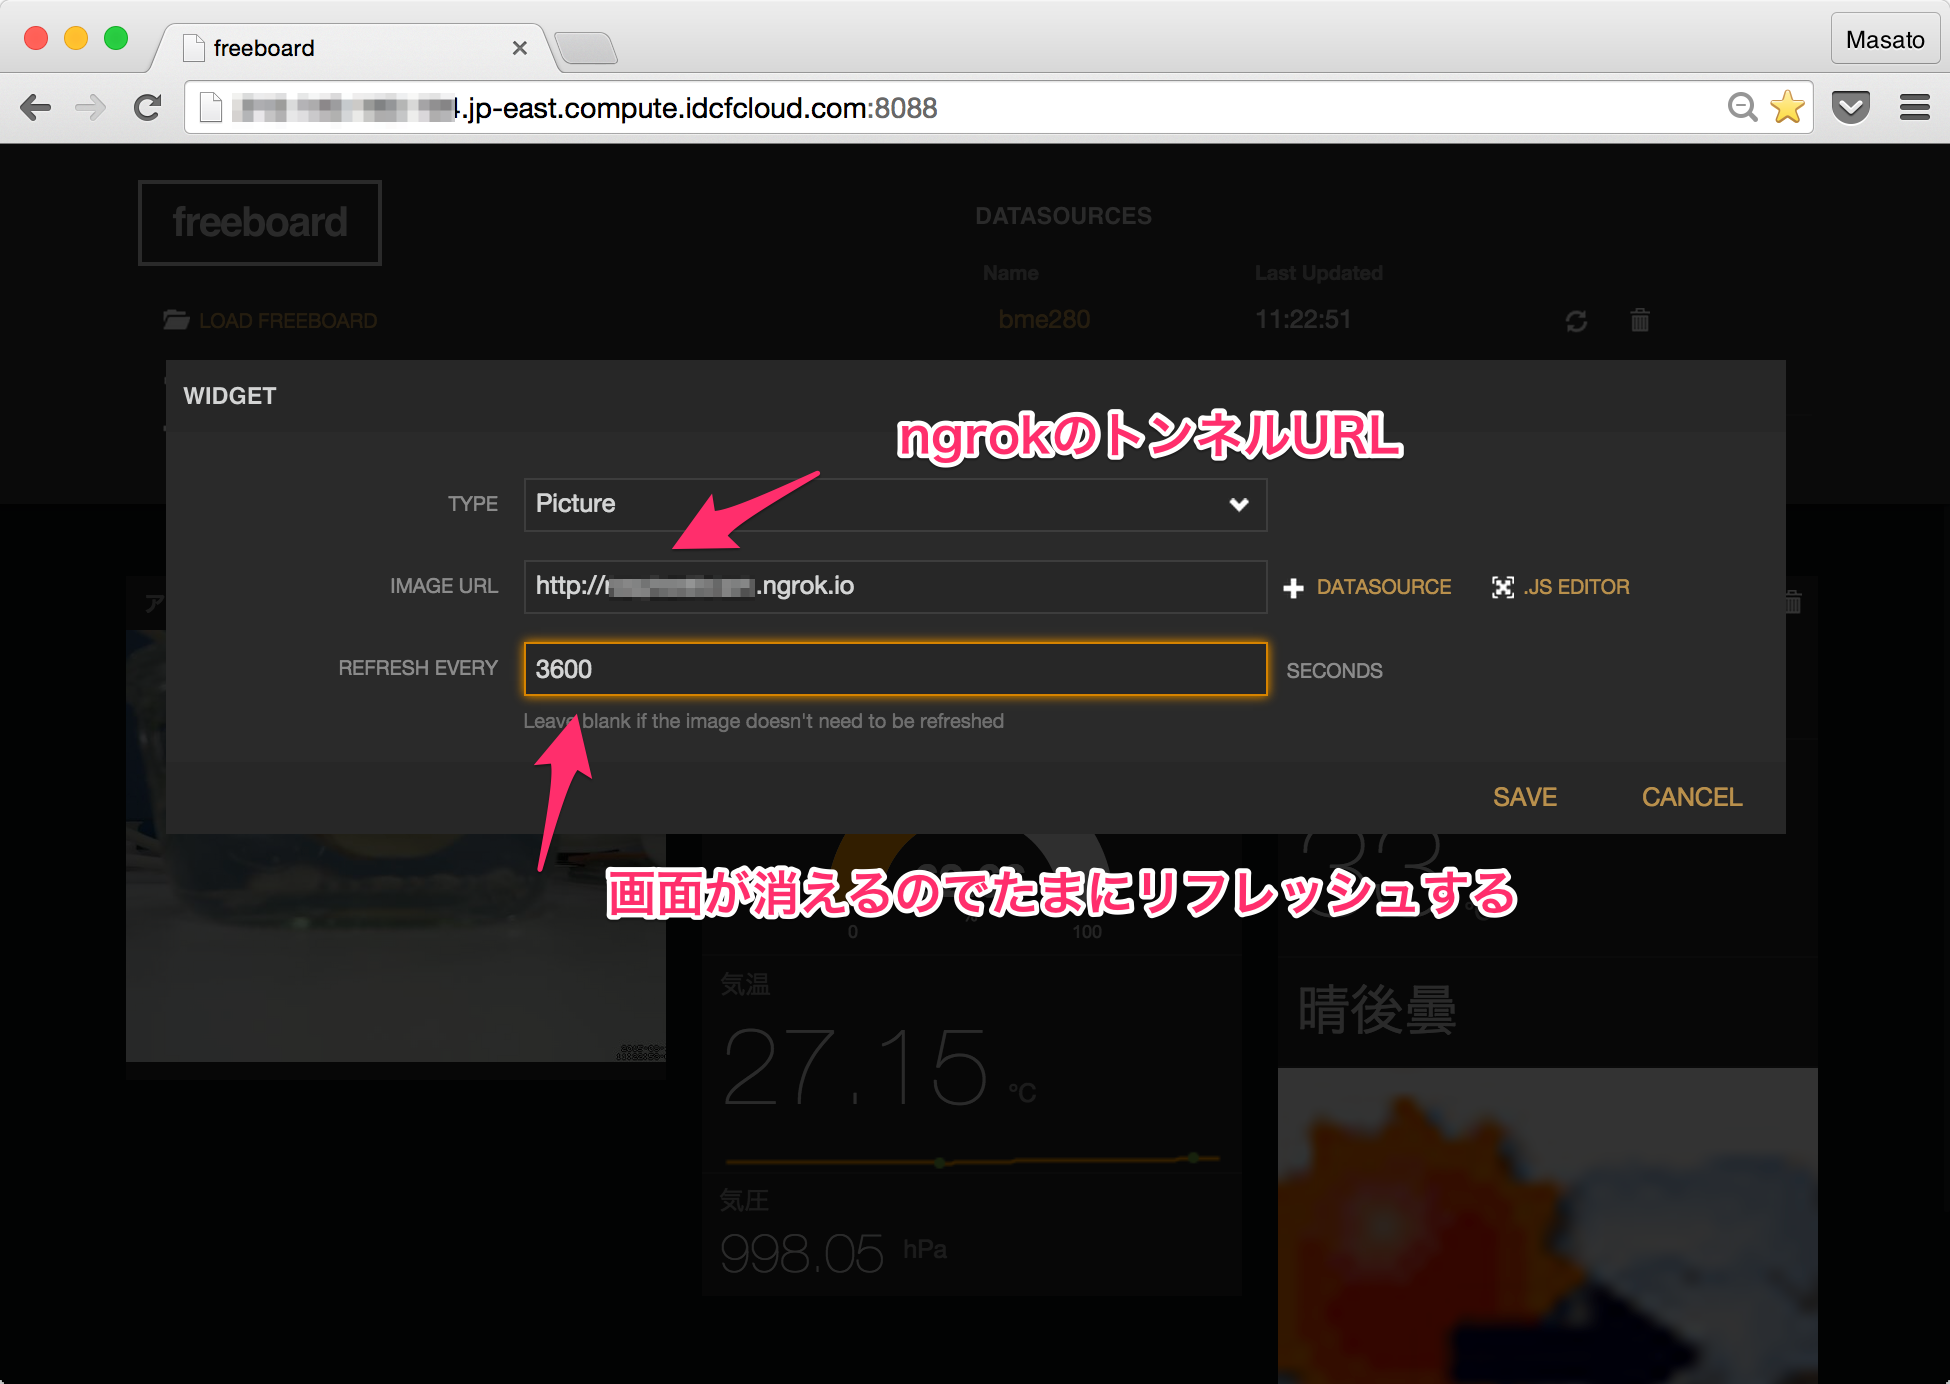 freeboard
Masato
.jp-east.compute.idcfcloud.com:8088
freeboard
DATASOURCES
Name Last Updated
LOAD FREEBOARD
bme280 11:22:51
WIDGET
ngrokのトンネルURL
TYPE Picture
IMAGE URL http:// .ngrok.io DATASOURCE .JS EDITOR
REFRESH EVERY 3600 SECONDS
Leave blank if the image doesn't need to be refreshed
SAVE CANCEL
33
画面が消えるのでたまにリフレッシュする
0 100
気温
晴後曇
27.15 °C
気圧
998.05 hPa